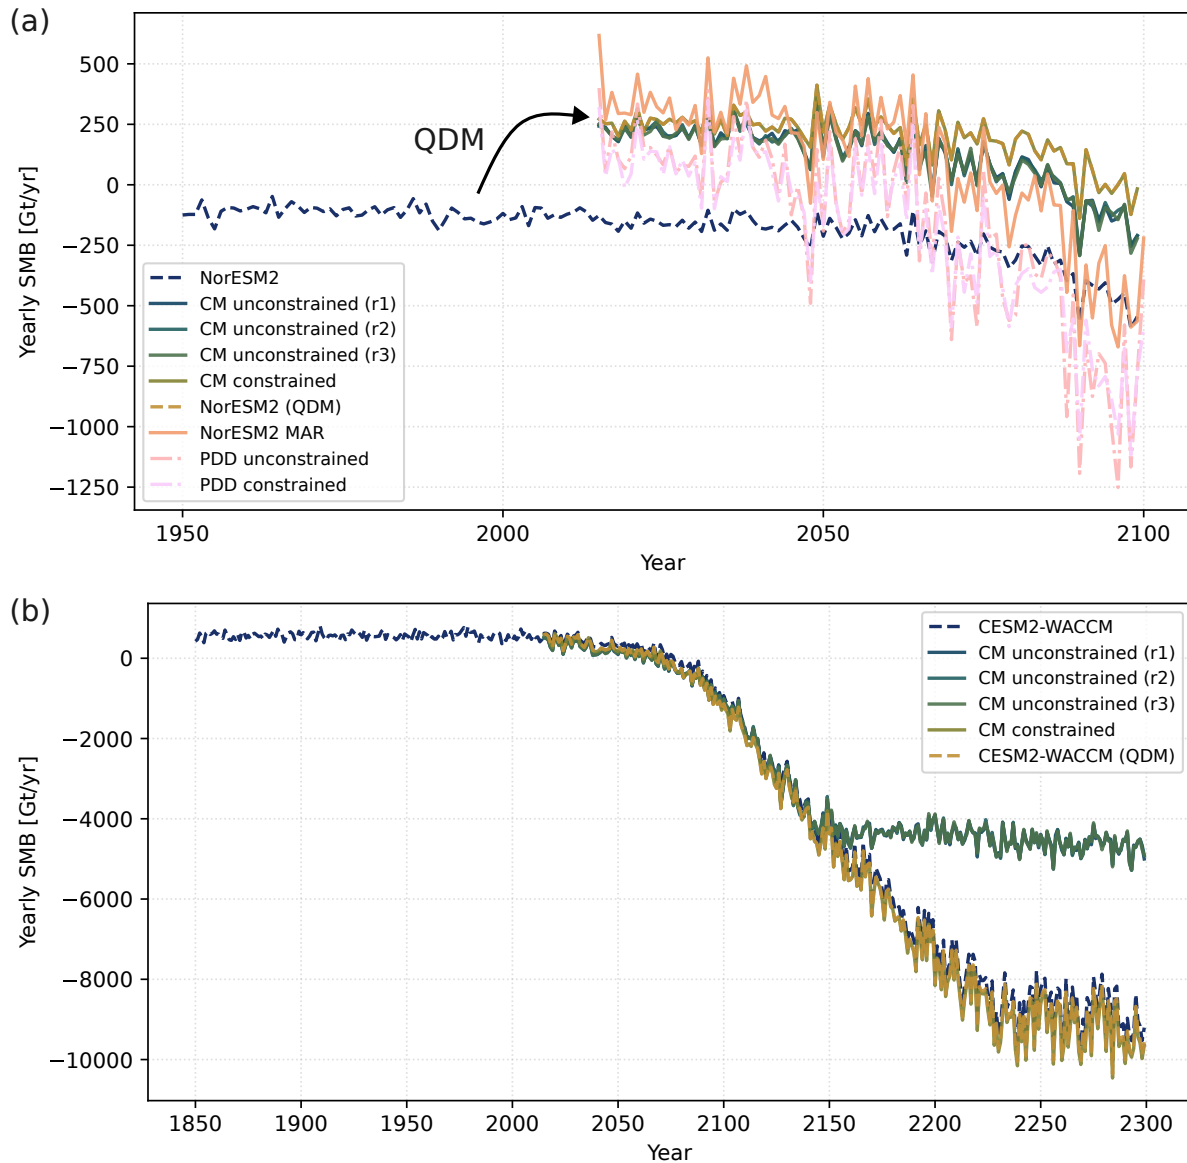 (a)
500
250
0
−250
−500
−750
−1000
−1250
Yearly SMB [Gt/yr]
QDM
NorESM2
CM unconstrained (r1)
CM unconstrained (r2)
CM unconstrained (r3)
CM constrained
NorESM2 (QDM)
NorESM2 MAR
PDD unconstrained
PDD constrained
1950 2000 2050 2100
Year
(b)
0
−2000
−4000
−6000
−8000
−10000
Yearly SMB [Gt/yr]
CESM2-WACCM
CM unconstrained (r1)
CM unconstrained (r2)
CM unconstrained (r3)
CM constrained
CESM2-WACCM (QDM)
1850 1900 1950 2000 2050 2100 2150 2200 2250 2300
Year